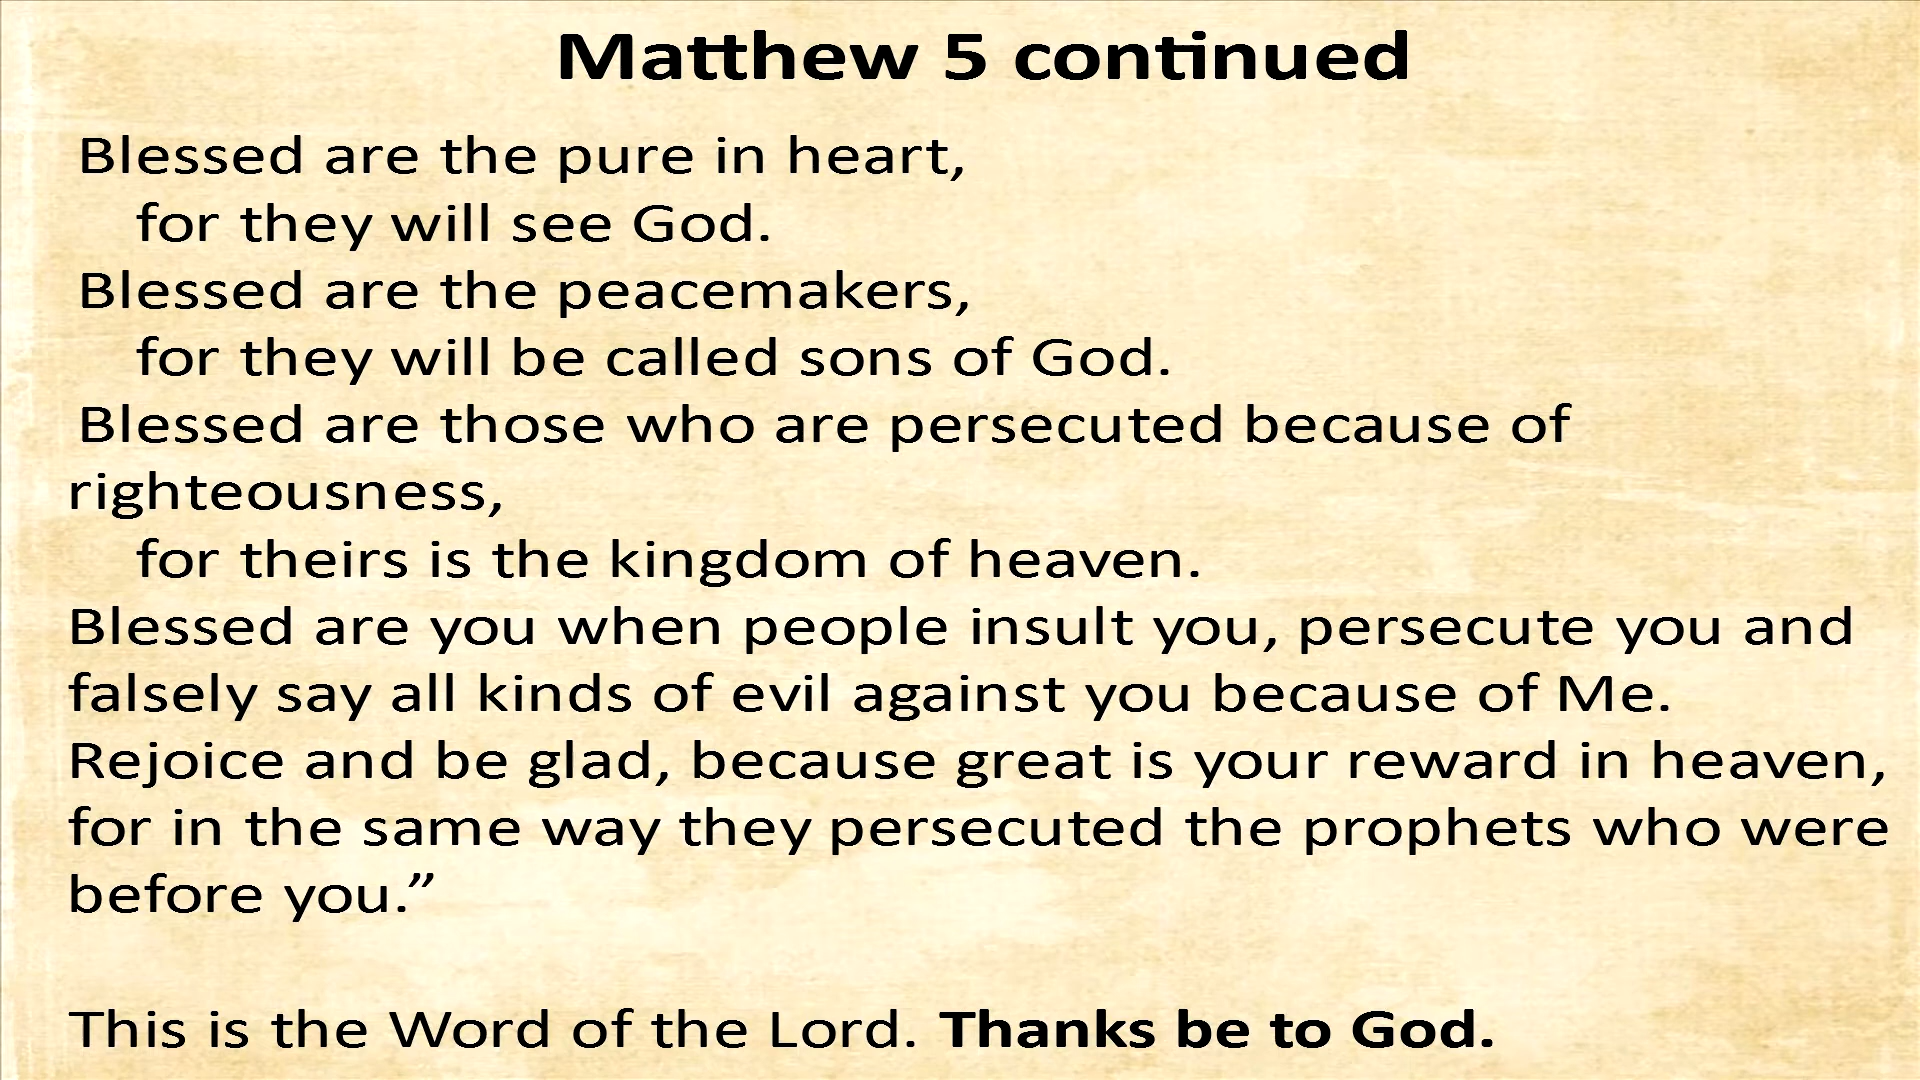 Matthew 5 continued
Blessed are the pure in heart,
for they will see God.
Blessed are the peacemakers,
for they will be called sons of God.
Blessed are those who are persecuted because of
righteousness,
for theirs is the kingdom of heaven.
Blessed are you when people insult you, persecute you and
falsely say all kinds of evil against you because of Me.
Rejoice and be glad, because great is your reward in heaven,
for in the same way they persecuted the prophets who were
before you.”
This is the Word of the Lord. Thanks be to God.